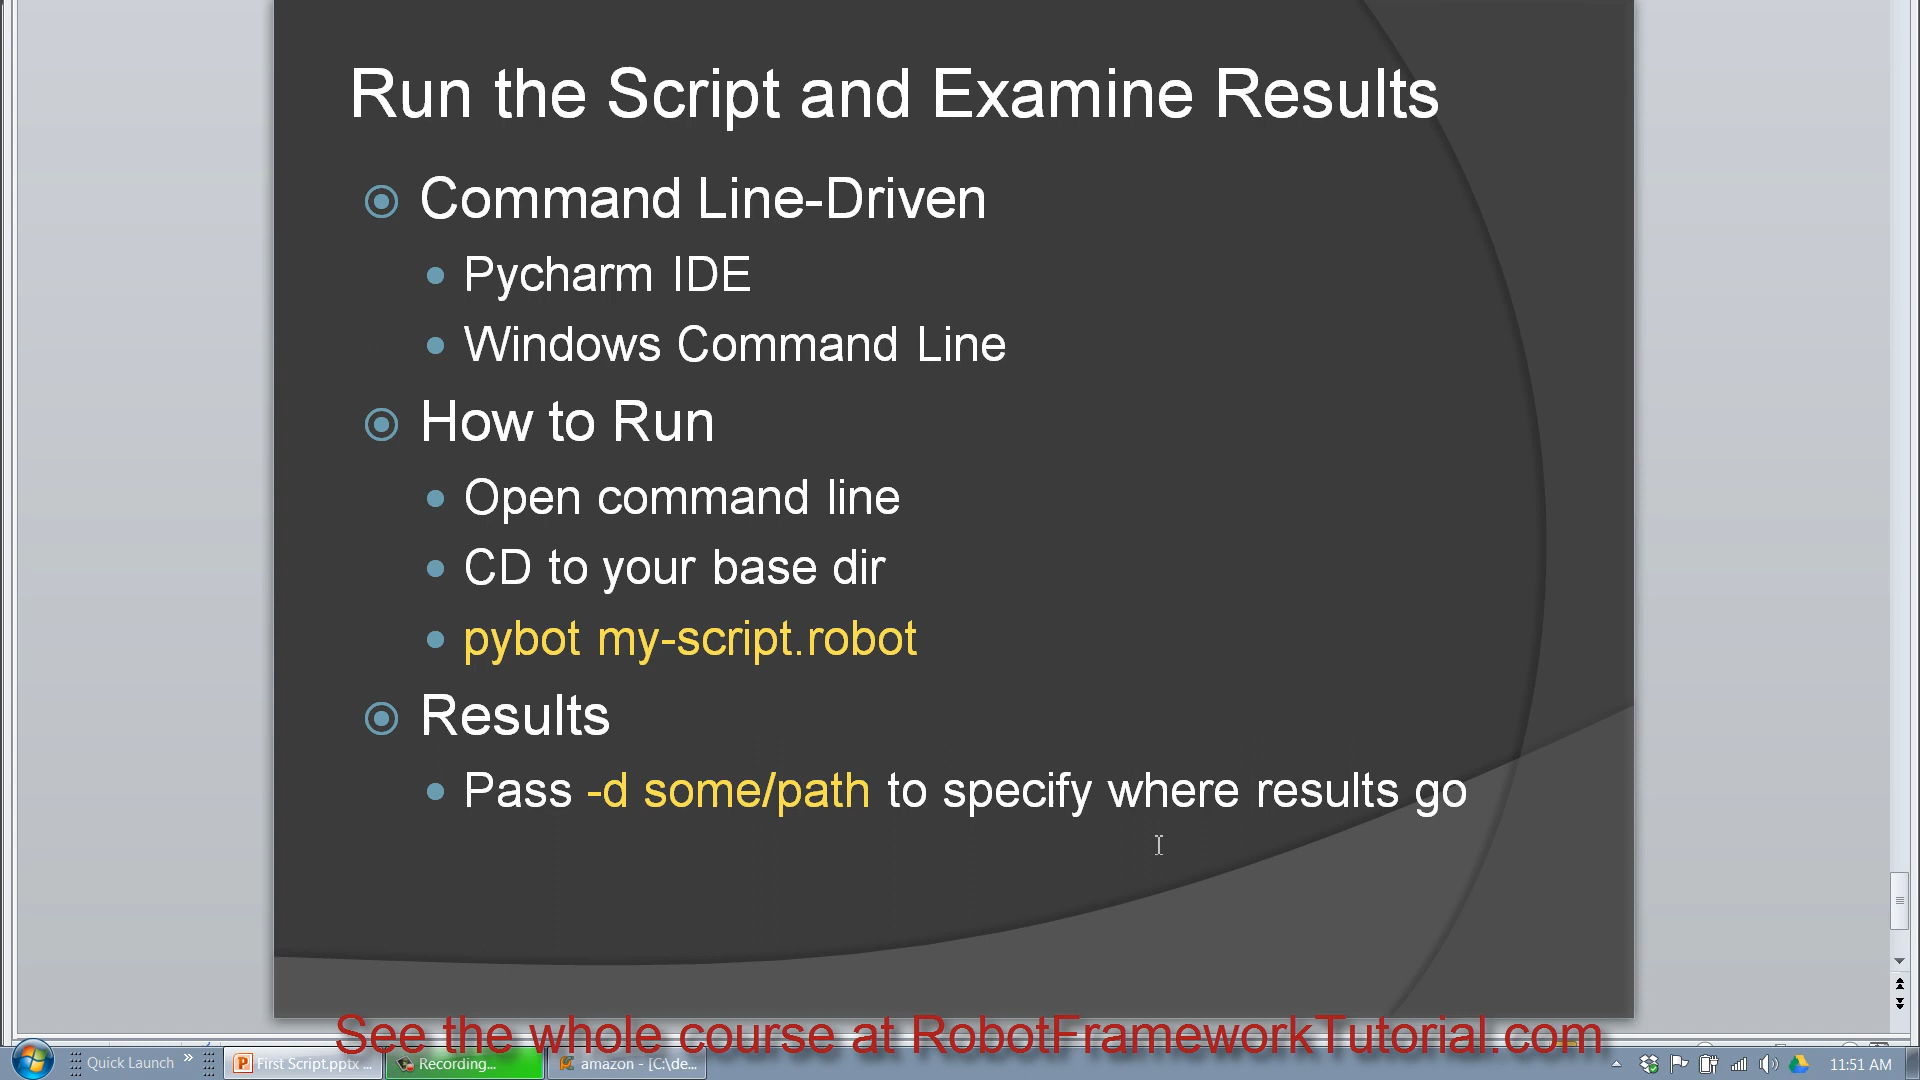 Run the Script and Examine Results
Command Line-Driven
Pycharm IDE
Windows Command Line
How to Run
Open command line
CD to your base dir
pybot my-script.robot
Results
Pass -d some/path to specify where results go
See the whole course at RobotFrameworkTutorial.com
Quick Launch » First Script.pptx ... Recording... amazon - [C:\de... 11:51 AM